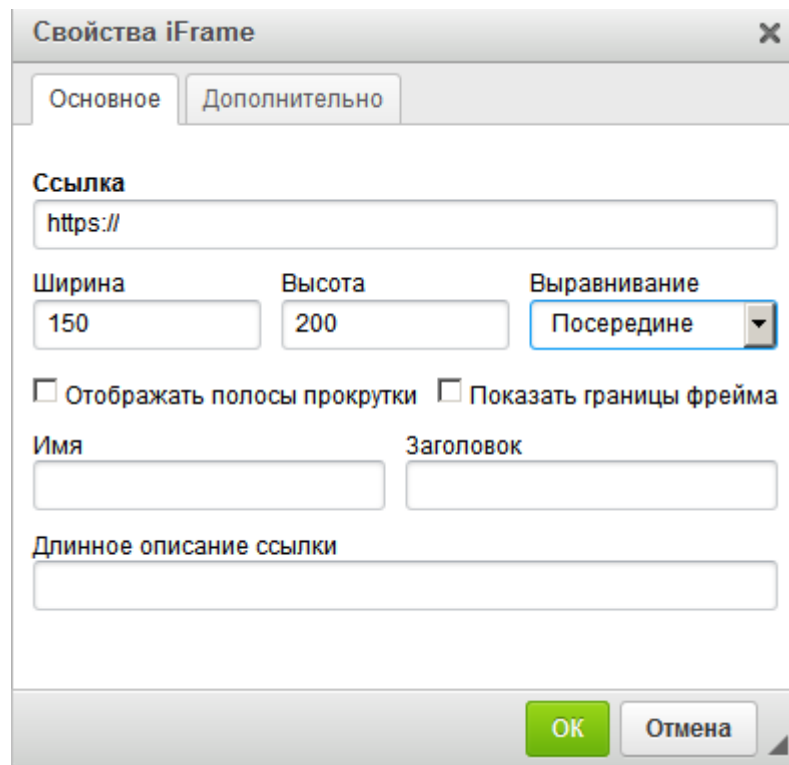 Свойства iFrame
Основное Дополнительно
Ссылка
https://
Ширина Высота Выравнивание
150 200 Посередине
Отображать полосы прокрутки Показать границы фрейма
Имя Заголовок
Длинное описание ссылки
ОК Отмена